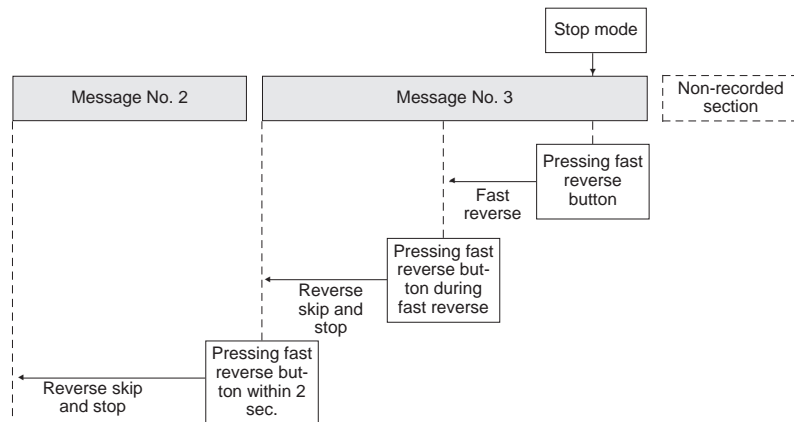 Stop mode
Message No. 2
Message No. 3
Non-recorded
section
Pressing fast
reverse
button
Fast
reverse
Pressing fast
reverse but-
ton during
fast reverse
Reverse
skip and
stop
Pressing fast
reverse but-
ton within 2
sec.
Reverse skip
and stop